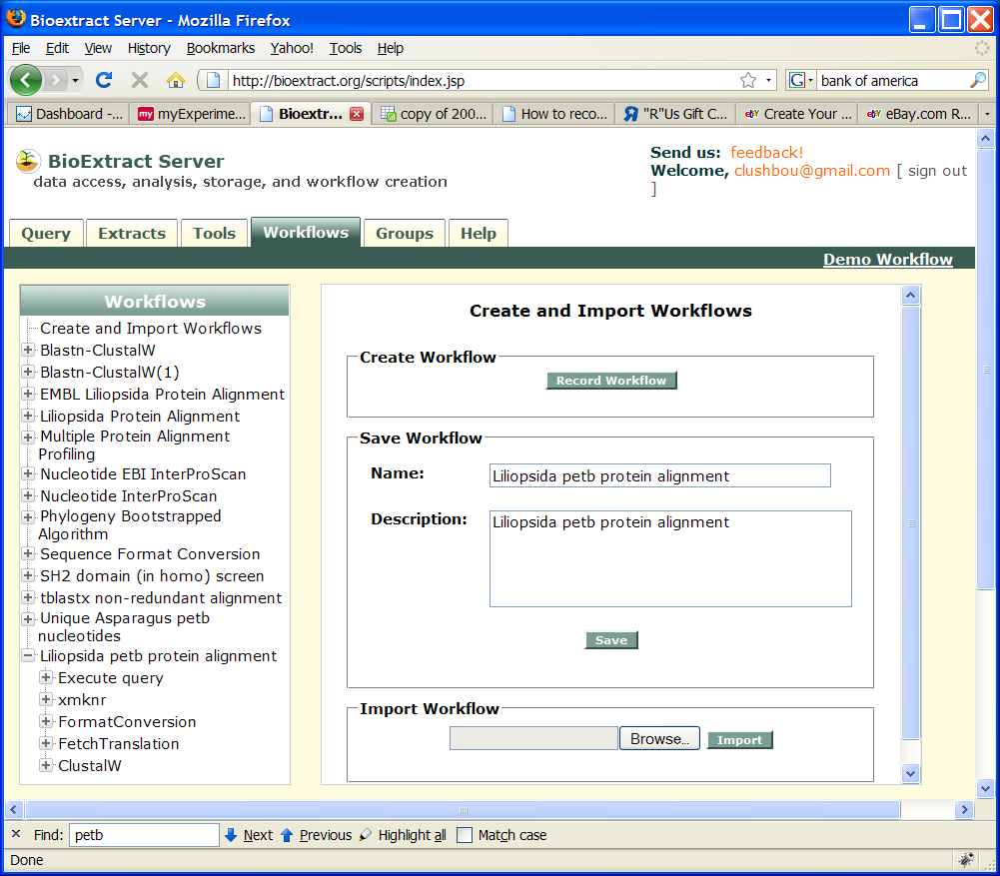 Bioextract Server - Mozilla Firefox
File Edit View History Bookmarks Yahoo! Tools Help
http://bioextract.org/scripts/index.jsp
G bank of america
Dashboard -... my myExperime... Bioextr... copy of 200... How to reco... "R"Us Gift C... Create Your ... eBay.com R...
BioExtract Server
data access, analysis, storage, and workflow creation
Send us: feedback!
Welcome, clushbou@gmail.com [ sign out
]
Query Extracts Tools Workflows Groups Help
Demo Workflow
Workflows
Create and Import Workflows
Blastn-ClustalW
Blastn-ClustalW(1)
EMBL Liliopsida Protein Alignment
Liliopsida Protein Alignment
Multiple Protein Alignment
Profiling
Nucleotide EBI InterProScan
Nucleotide InterProScan
Phylogeny Bootstrapped
Algorithm
Sequence Format Conversion
SH2 domain (in homo) screen
tblastx non-redundant alignment
Unique Asparagus petb
nucleotides
Liliopsida petb protein alignment
Execute query
xmknr
FormatConversion
FetchTranslation
ClustalW
Create and Import Workflows
Create Workflow
Record Workflow
Save Workflow
Name: Liliopsida petb protein alignment
Description: Liliopsida petb protein alignment
Save
Import Workflow
Browse... Import
× Find: petb Next Previous Highlight all Match case
Done